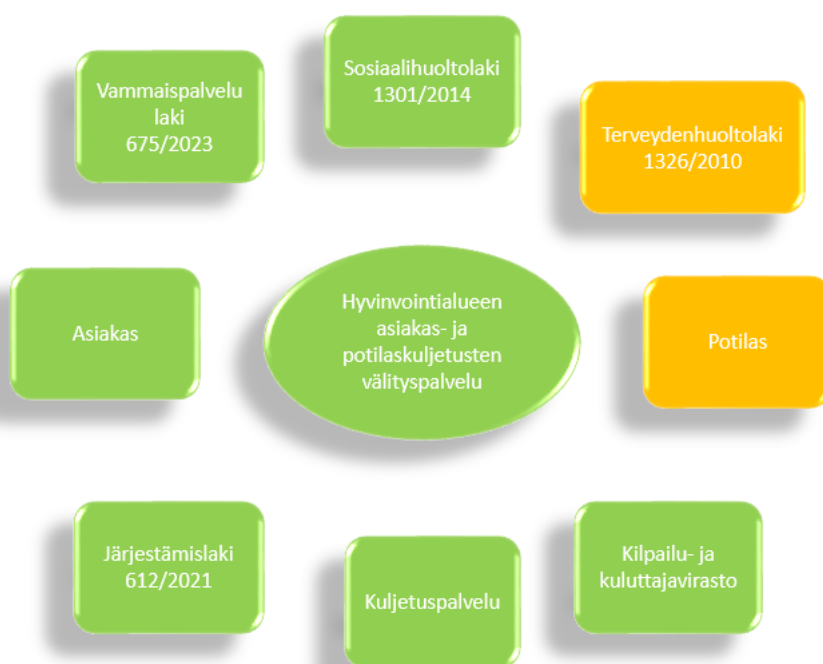 Vammaispalvelu
laki
675/2023
Sosiaalihuoltolaki
1301/2014
Terveydenhuoltolaki
1326/2010
Asiakas
Hyvinvointialueen
asiakas- ja
potilaskuljetusten
välityspalvelu
Potilas
Järjestämislaki
612/2021
Kuljetuspalvelu
Kilpailu- ja
kuluttajavirasto